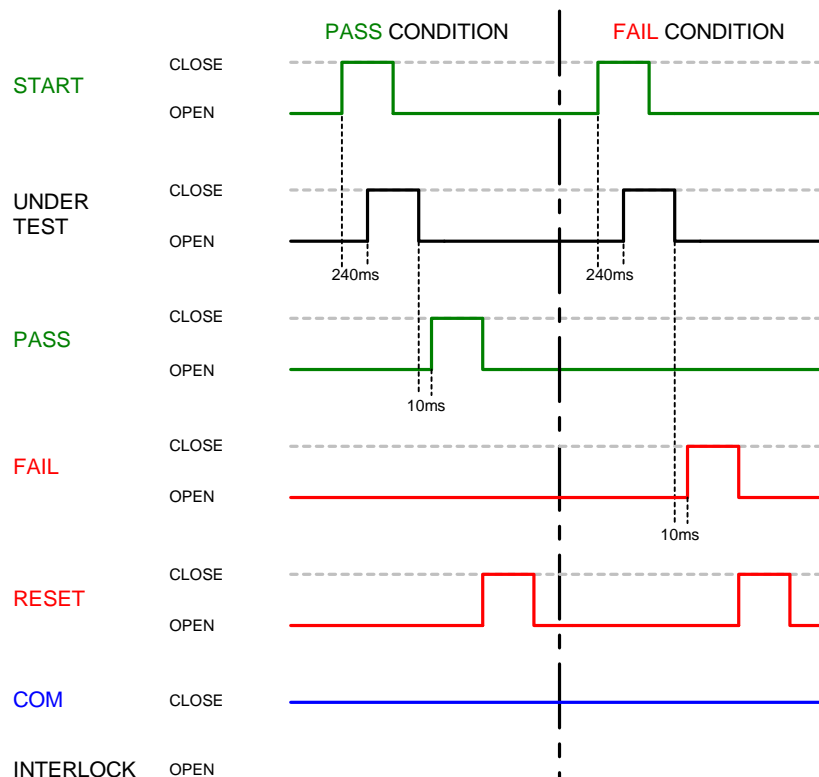 PASS CONDITION
FAIL CONDITION
START
CLOSE
OPEN
UNDER
TEST
CLOSE
OPEN
240ms
240ms
PASS
CLOSE
OPEN
10ms
FAIL
CLOSE
OPEN
10ms
RESET
CLOSE
OPEN
COM
CLOSE
INTERLOCK
OPEN